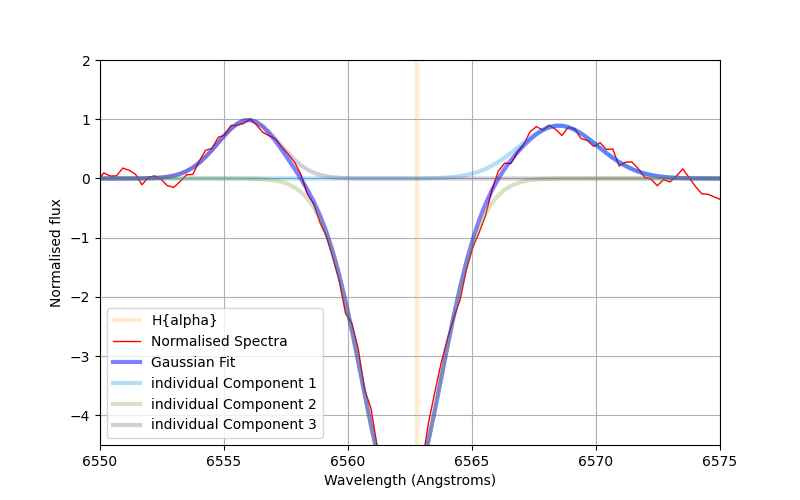 2
1
0
−1
−2
−3
−4
Normalised flux
H{alpha}
Normalised Spectra
Gaussian Fit
individual Component 1
individual Component 2
individual Component 3
6550 6555 6560 6565 6570 6575
Wavelength (Angstroms)